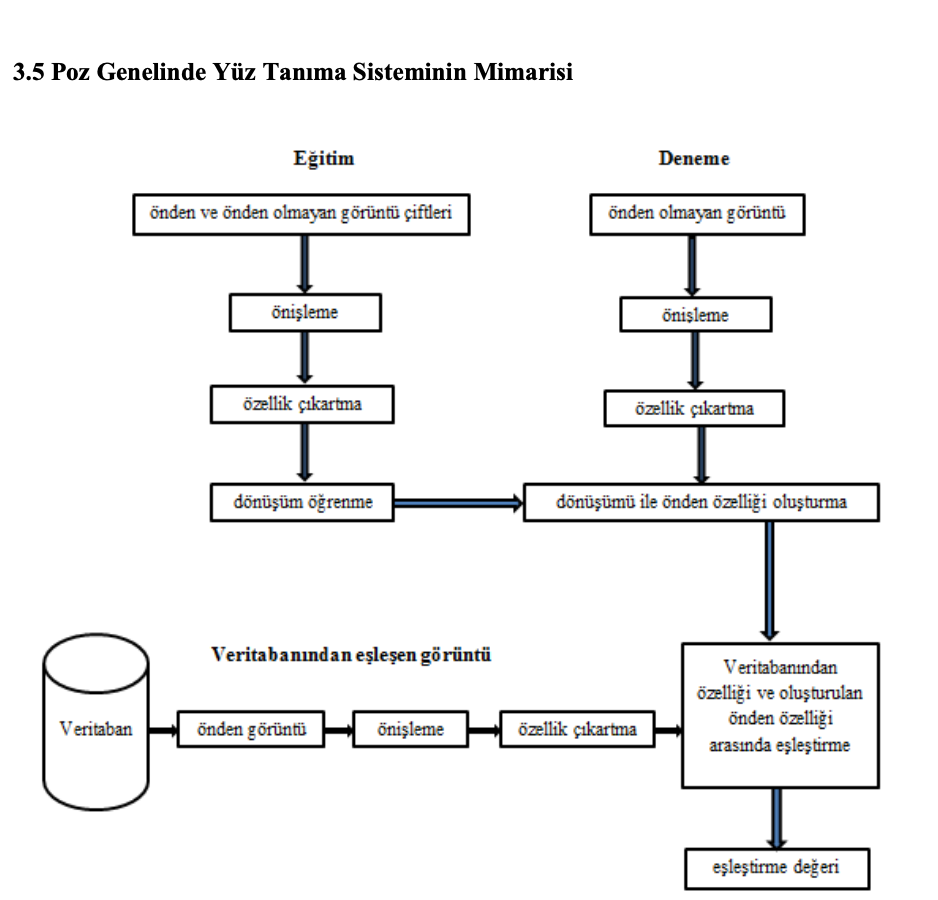 3.5 Poz Genelinde Yüz Tanıma Sisteminin Mimarisi
Eğitim
Deneme
önden ve önden olmayan görüntü çiftleri
önden olmayan görüntü
önişleme
önişleme
özellik çıkartma
özellik çıkartma
dönüşüm öğrenme
dönüşümü ile önden özelliği oluşturma
Veritabanından eşleşen görüntü
Veritaban
önden görüntü
önişleme
özellik çıkartma
Veritabanından
özelliği ve oluşturulan
önden özelliği
arasında eşleştirme
eşleştirme değeri